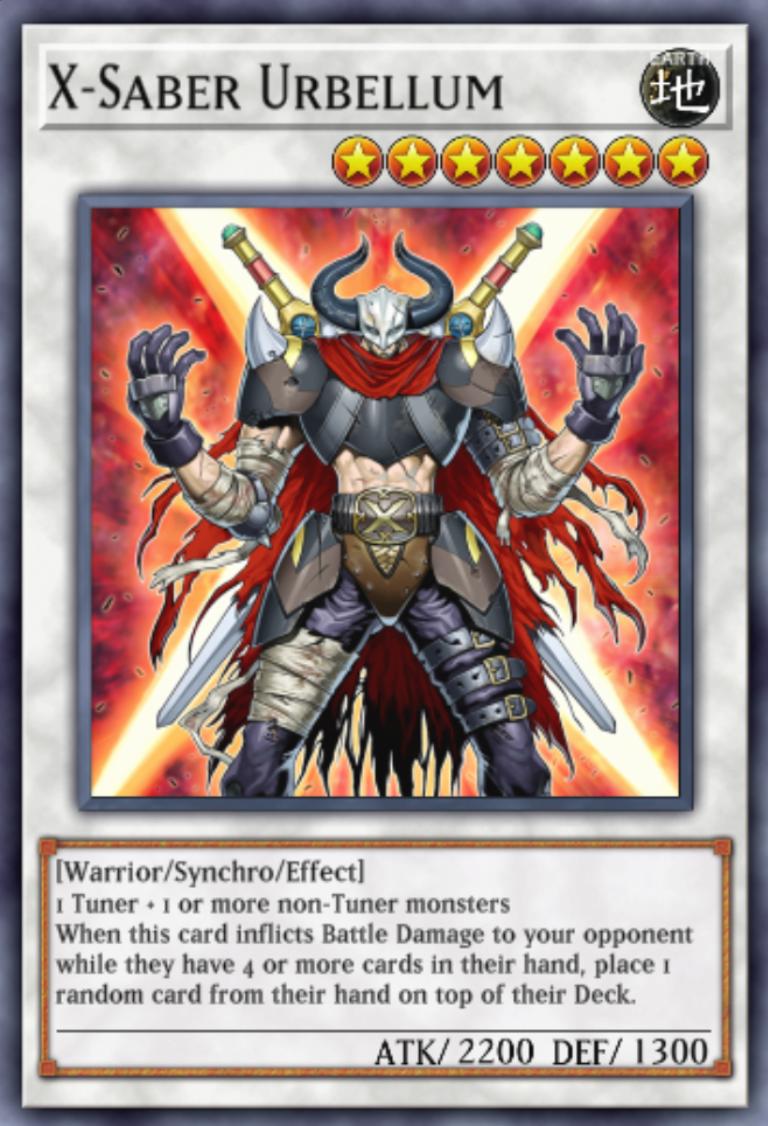 X-Saber Urbellum
EARTH
地
[Warrior/Synchro/Effect]
1 Tuner + 1 or more non-Tuner monsters
When this card inflicts Battle Damage to your opponent
while they have 4 or more cards in their hand, place 1
random card from their hand on top of their Deck.
ATK/ 2200 DEF/ 1300